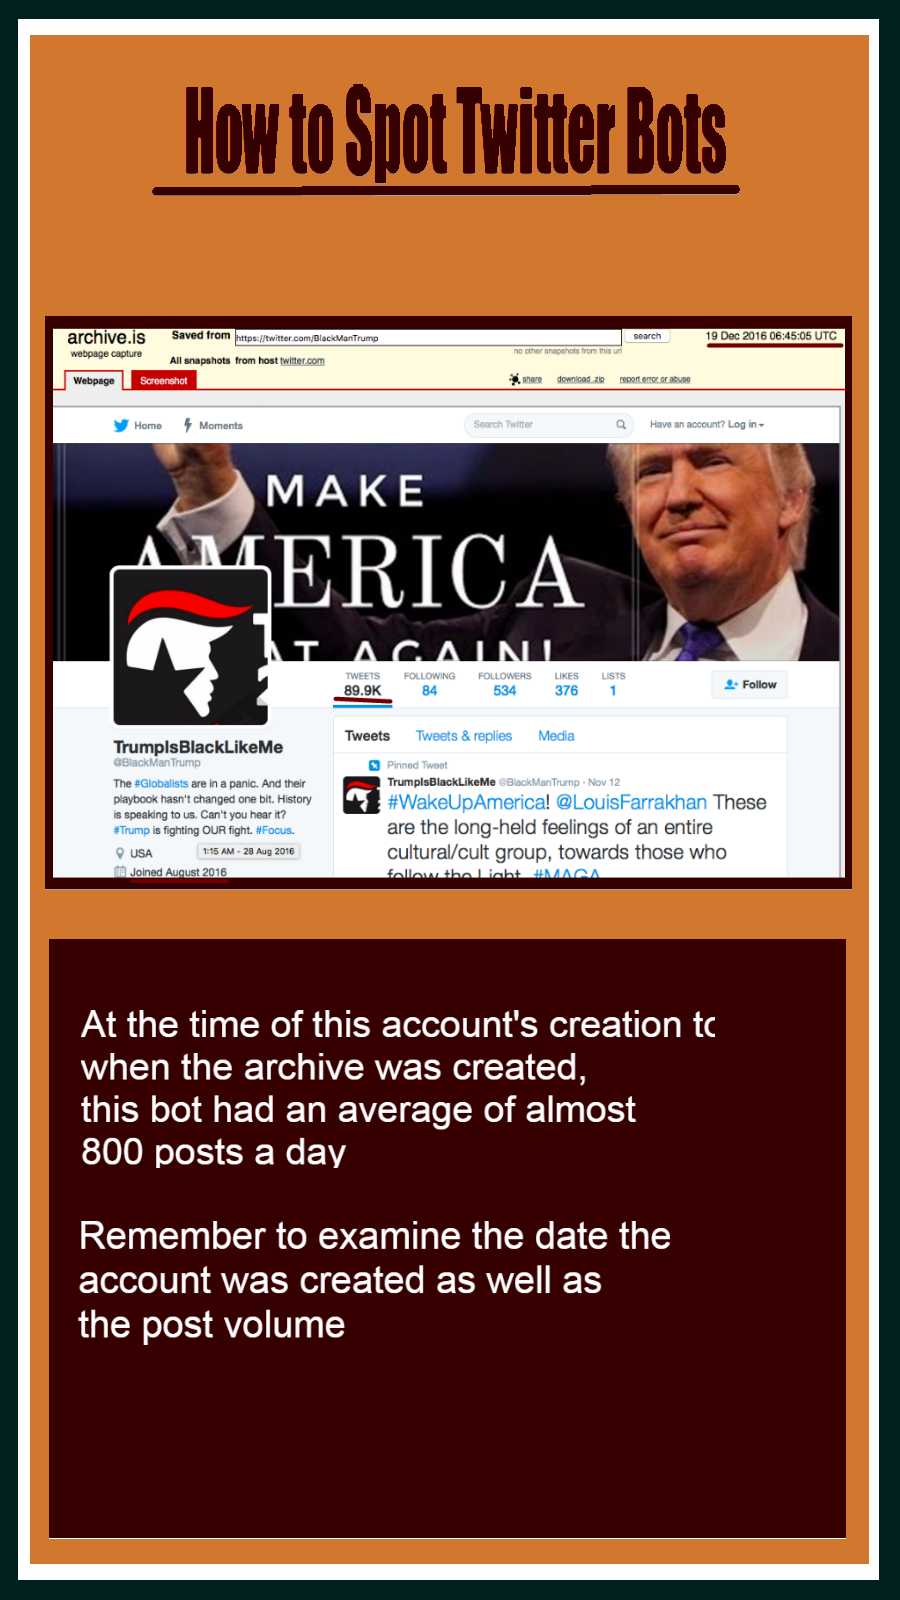 How to Spot Twitter Bots
archive.is
webpage capture
Saved from https://twitter.com/BlackManTrump search 19 Dec 2016 06:45:05 UTC
no other snapshots from this url
All snapshots from host twitter.com
Webpage Screenshot share download .zip report error or abuse
Home Moments Search Twitter Have an account? Log in
MAKE
AMERICA
AT AGAIN!
TWEETS FOLLOWING FOLLOWERS LIKES LISTS
89.9K 84 534 376 1 Follow
TrumpIsBlackLikeMe
@BlackManTrump
The #Globalists are in a panic. And their
playbook hasn't changed one bit. History
is speaking to us. Can't you hear it?
#Trump is fighting OUR fight. #Focus.
USA
1:15 AM - 28 Aug 2016
Joined August 2016
Tweets Tweets & replies Media
Pinned Tweet
TrumpIsBlackLikeMe @BlackManTrump · Nov 12
#WakeUpAmerica! @LouisFarrakhan These
are the long-held feelings of an entire
cultural/cult group, towards those who
follow the Light. #MAGA
At the time of this account's creation to
when the archive was created,
this bot had an average of almost
800 posts a day
Remember to examine the date the
account was created as well as
the post volume